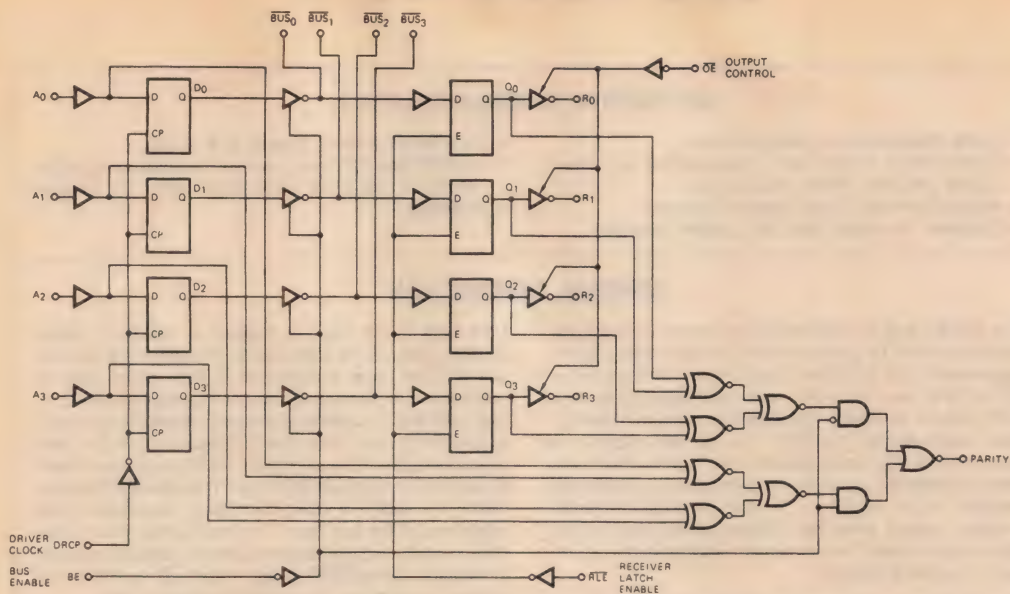 BUS0 BUS1 BUS2 BUS3
OE OUTPUT CONTROL
A0 D Q D0 D Q Q0 R0
CP E
A1 D Q D1 D Q Q1 R1
CP E
A2 D Q D2 D Q Q2 R2
CP E
A3 D Q D3 D Q Q3 R3
CP E
PARITY
DRIVER CLOCK DRCP
BUS ENABLE BE
RLE RECEIVER LATCH ENABLE